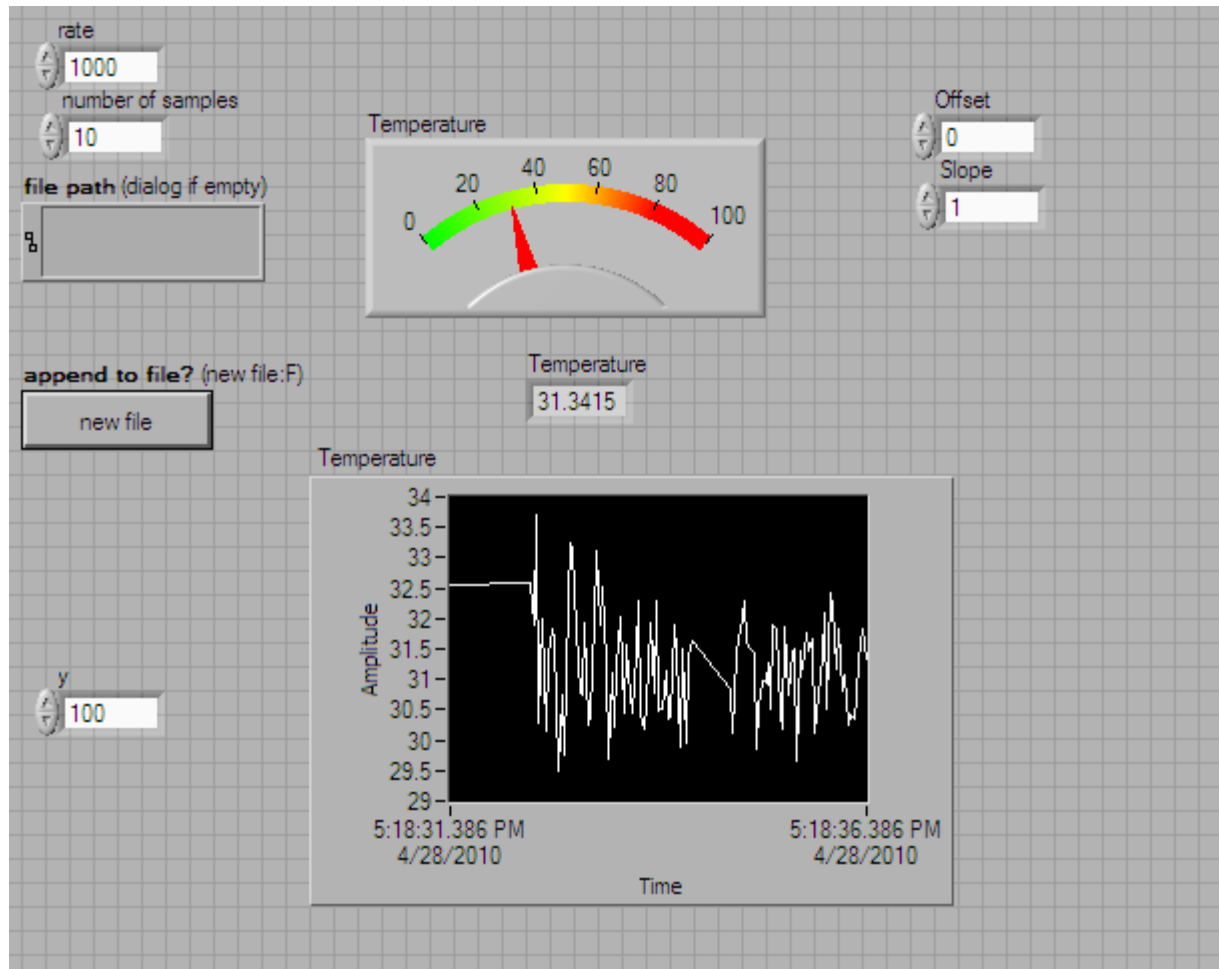 rate
1000
number of samples
10
file path (dialog if empty)
append to file? (new file:F)
new file
y
100
Temperature
0 20 40 60 80 100
Temperature
31.3415
Offset
0
Slope
1
Temperature
Amplitude
34
33.5
33
32.5
32
31.5
31
30.5
30
29.5
29
5:18:31.386 PM
4/28/2010
5:18:36.386 PM
4/28/2010
Time